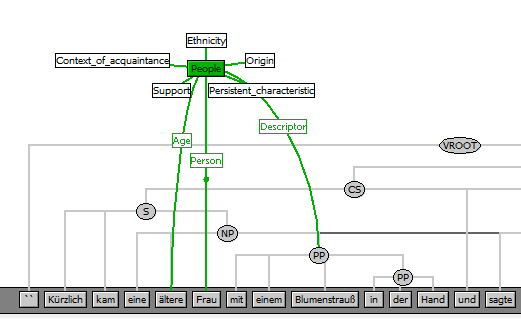 Ethnicity
Context_of_acquaintance People Origin
Support Persistent_characteristic
Descriptor
Age VROOT
Person
CS
S
NP
PP
PP
`` Kürzlich kam eine ältere Frau mit einem Blumenstrauß in der Hand und sagte